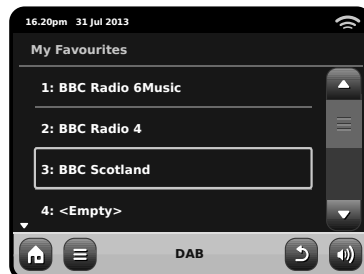 16.20pm 31 Jul 2013
My Favourites
1: BBC Radio 6Music
2: BBC Radio 4
3: BBC Scotland
4: <Empty>
DAB